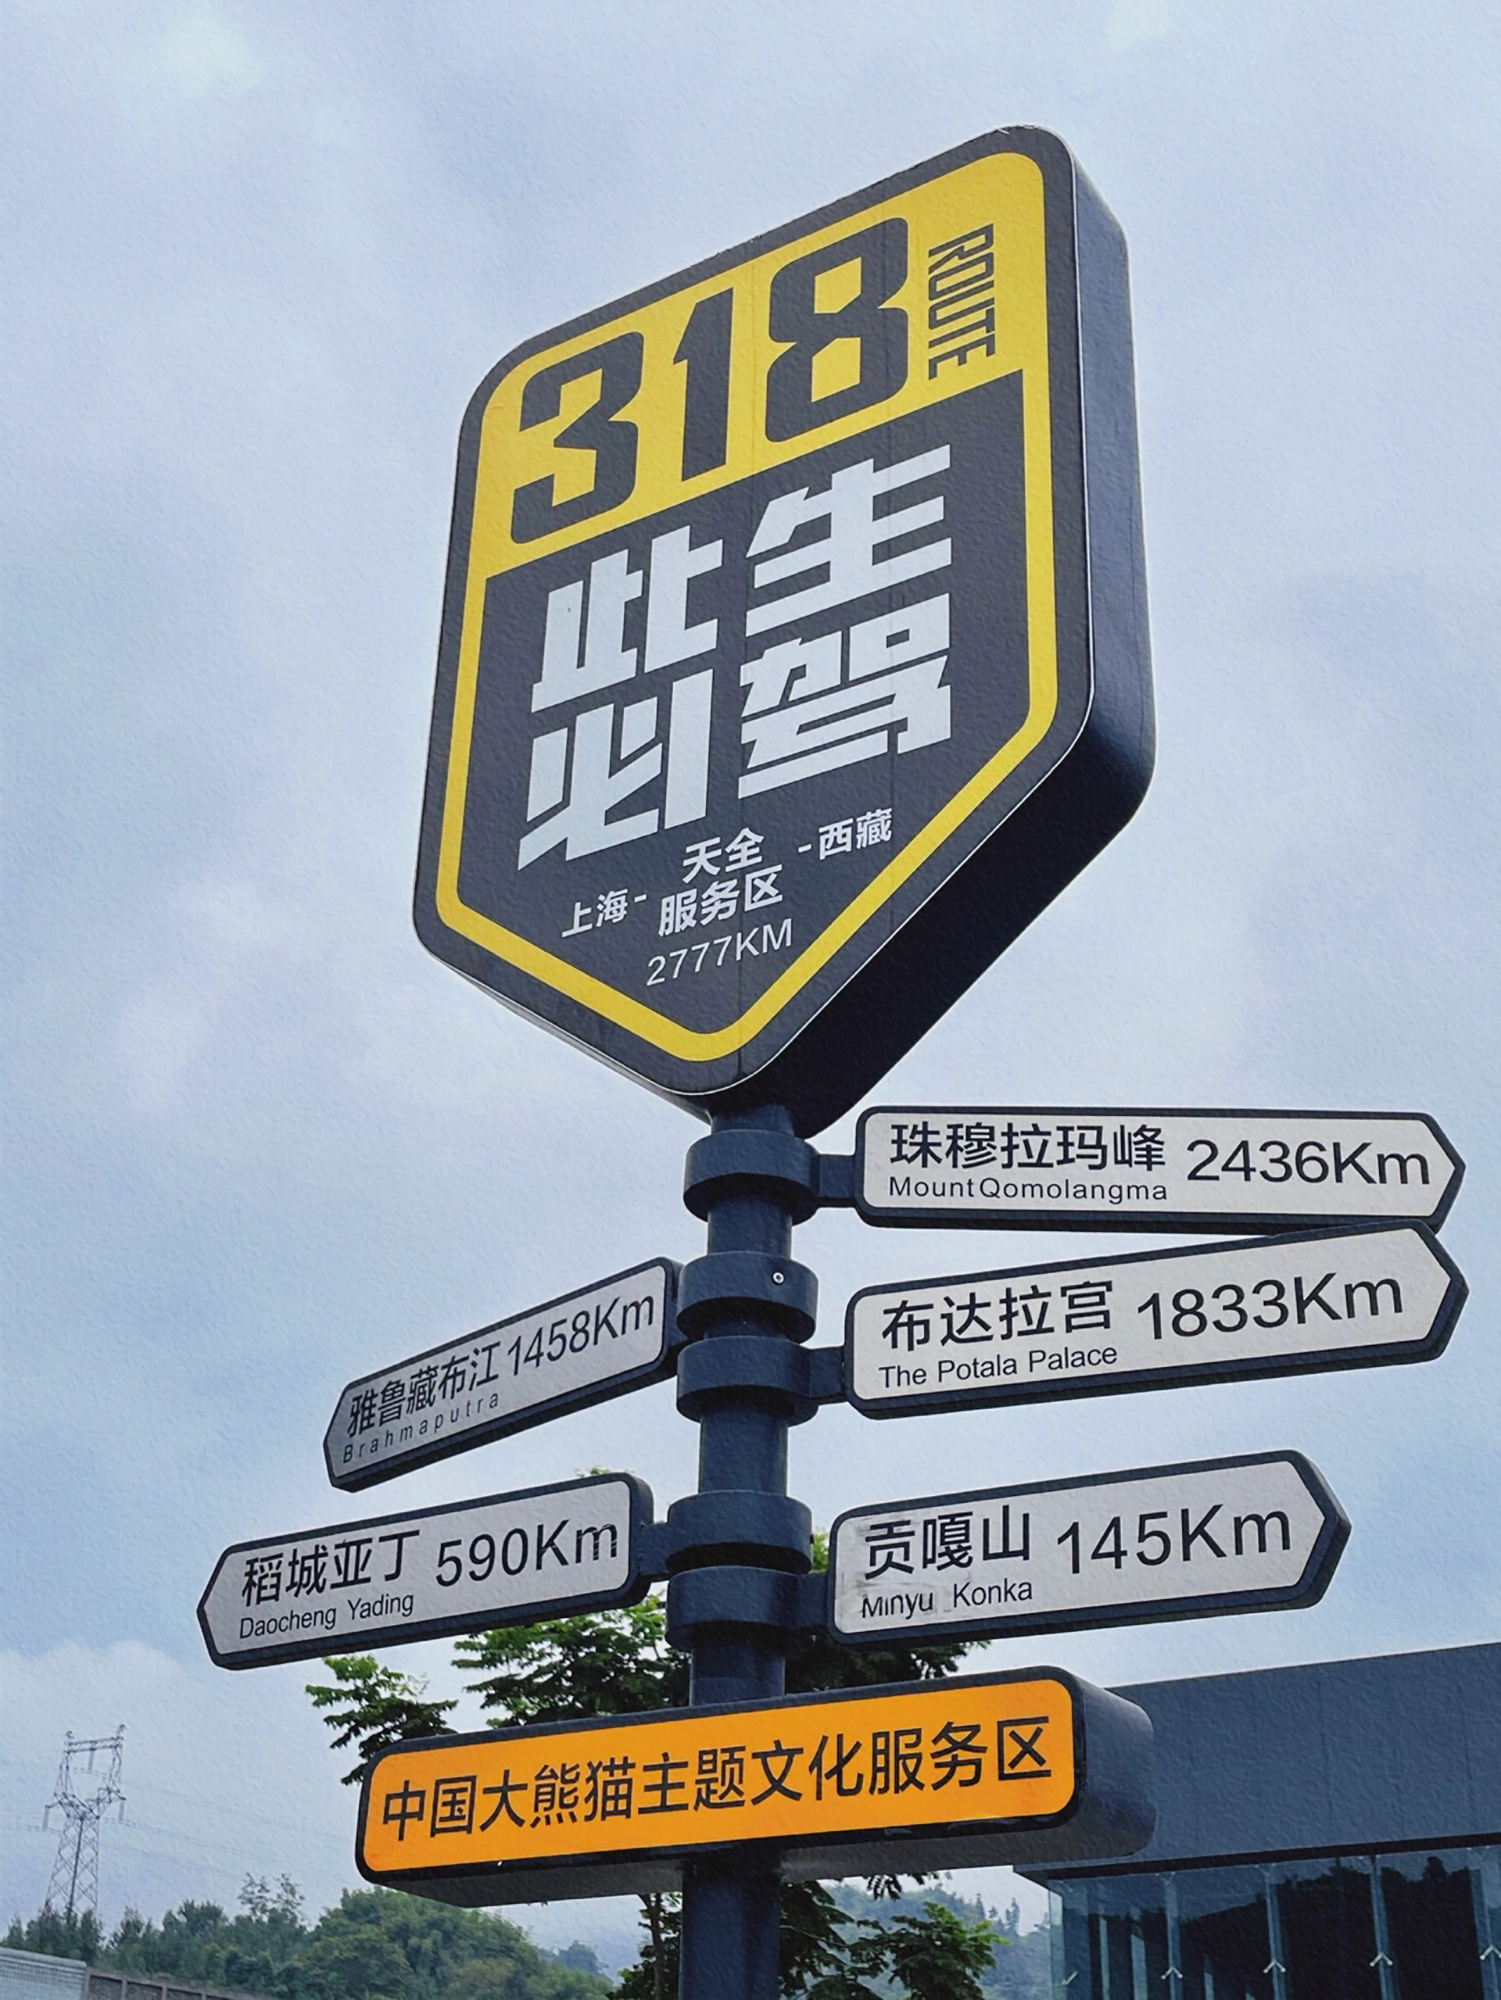 318 ROUTE
此生
必驾
上海-天全服务区-西藏
2777KM
珠穆拉玛峰 2436Km
MountQomolangma
布达拉宫 1833Km
The Potala Palace
雅鲁藏布江 1458Km
Brahmaputra
稻城亚丁 590Km
Daocheng Yading
贡嘎山 145Km
Minyu Konka
中国大熊猫主题文化服务区